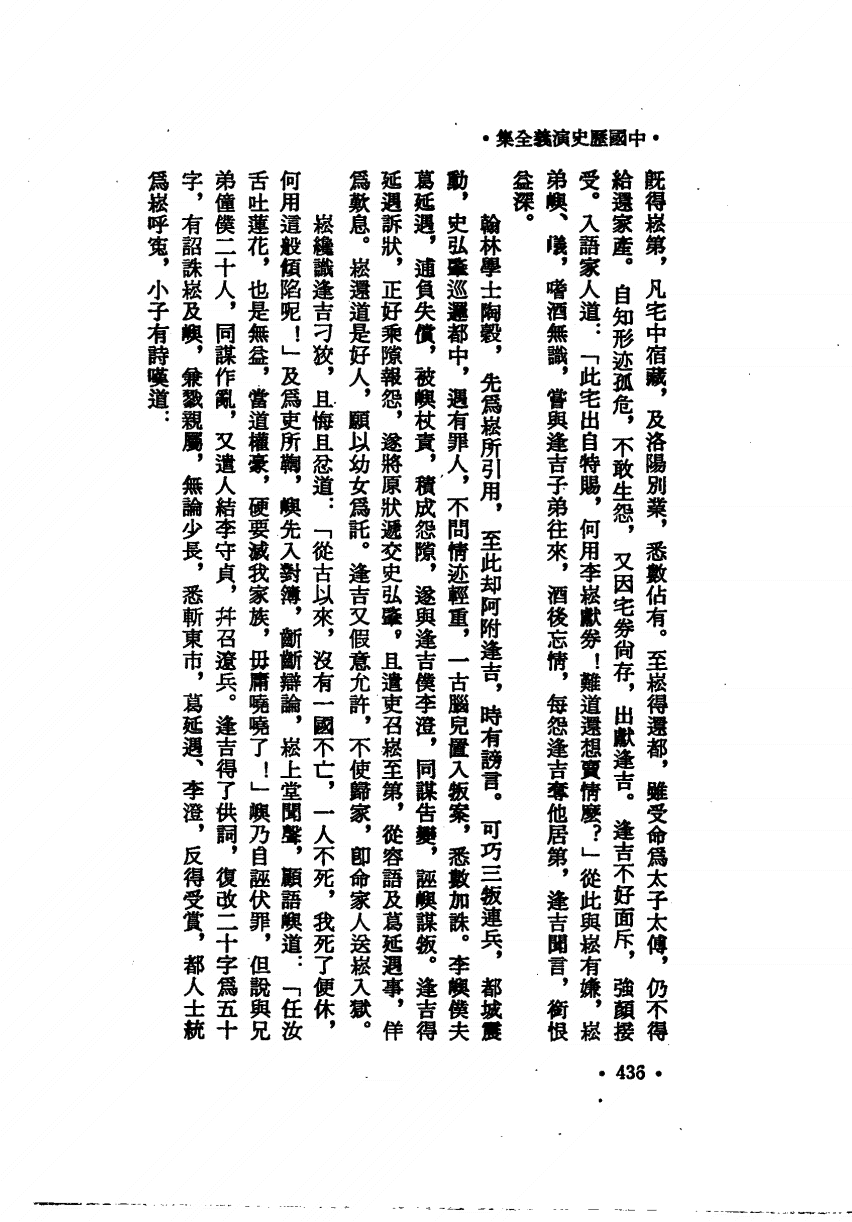 •中國歷史演義全集•
旣得崧第，凡宅中宿藏，及洛陽別業，悉數佔有。至崧得還都，雖受命爲太子太傅，仍不得
給還家產。自知形迹孤危，不敢生怨，又因宅券尙存，出獻逢吉。逢吉不好面斥，強顏接
受。入語家人道：「此宅出自特賜，何用李崧獻券！難道還想賣情麼？」從此與崧有嫌，崧
弟嶼、㠖，嗜酒無識，嘗與逢吉子弟往來，酒後忘情，每怨逢吉奪他居第，逢吉聞言，銜恨
益深。
翰林學士陶穀，先爲崧所引用，至此却阿附逢吉，時有謗言。可巧三叛連兵，都城震
動，史弘肇巡邏都中，遇有罪人，不問情迹輕重，一古腦兒置入叛案，悉數加誅。李嶼僕夫
葛延遇，逋負失償，被嶼杖責，積成怨隙，遂與逢吉僕李澄，同謀告變，誣嶼謀叛。逢吉得
延遇訴狀，正好乘隙報怨，遂將原狀遞交史弘肇，且遣吏召崧至第，從容語及葛延遇事，佯
爲歎息。崧還道是好人，願以幼女爲託。逢吉又假意允許，不使歸家，卽命家人送崧入獄。
崧纔識逢吉刁狡，且悔且忿道：「從古以來，沒有一國不亡，一人不死，我死了便休，
何用這般傾陷呢！」及爲吏所鞫，嶼先入對簿，齗齗辯論，崧上堂聞聲，顧語嶼道：「任汝
舌吐蓮花，也是無益，當道權豪，硬要滅我家族，毋庸嘵嘵了！」嶼乃自誣伏罪，但說與兄
弟僮僕二十人，同謀作亂，又遣人結李守貞，幷召遼兵。逢吉得了供詞，復改二十字爲五十
字，有詔誅崧及嶼，兼戮親屬，無論少長，悉斬東市，葛延遇、李澄，反得受賞，都人士統
爲崧呼寃，小子有詩嘆道：
•436•